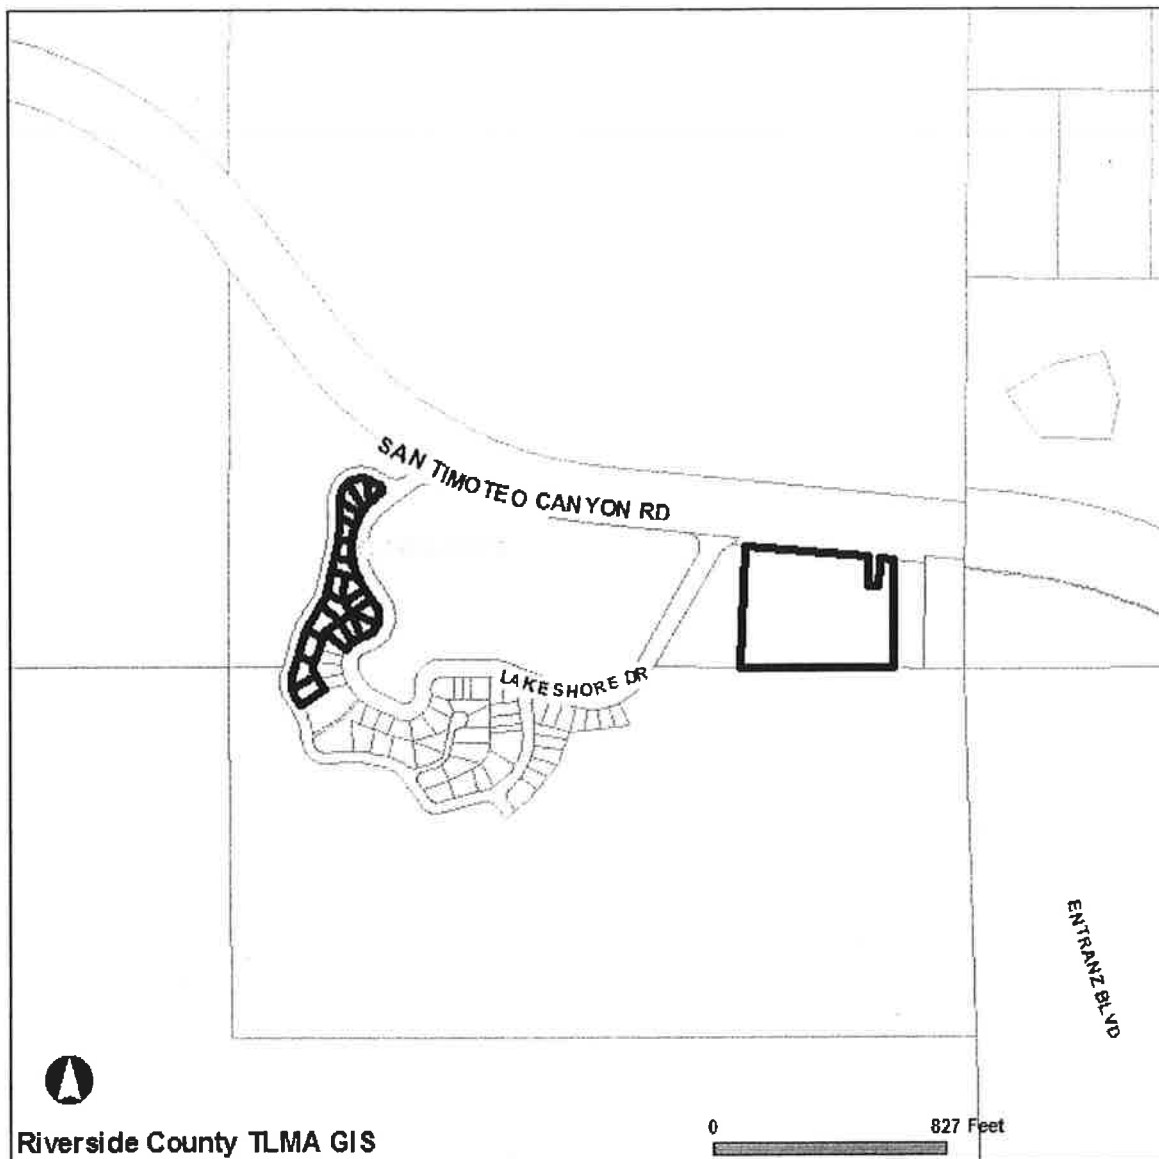 SAN TIMOTEO CANYON RD
LAKESHORE DR
ENTRANZ BLVD
Riverside County TLMA GIS
0 827 Feet